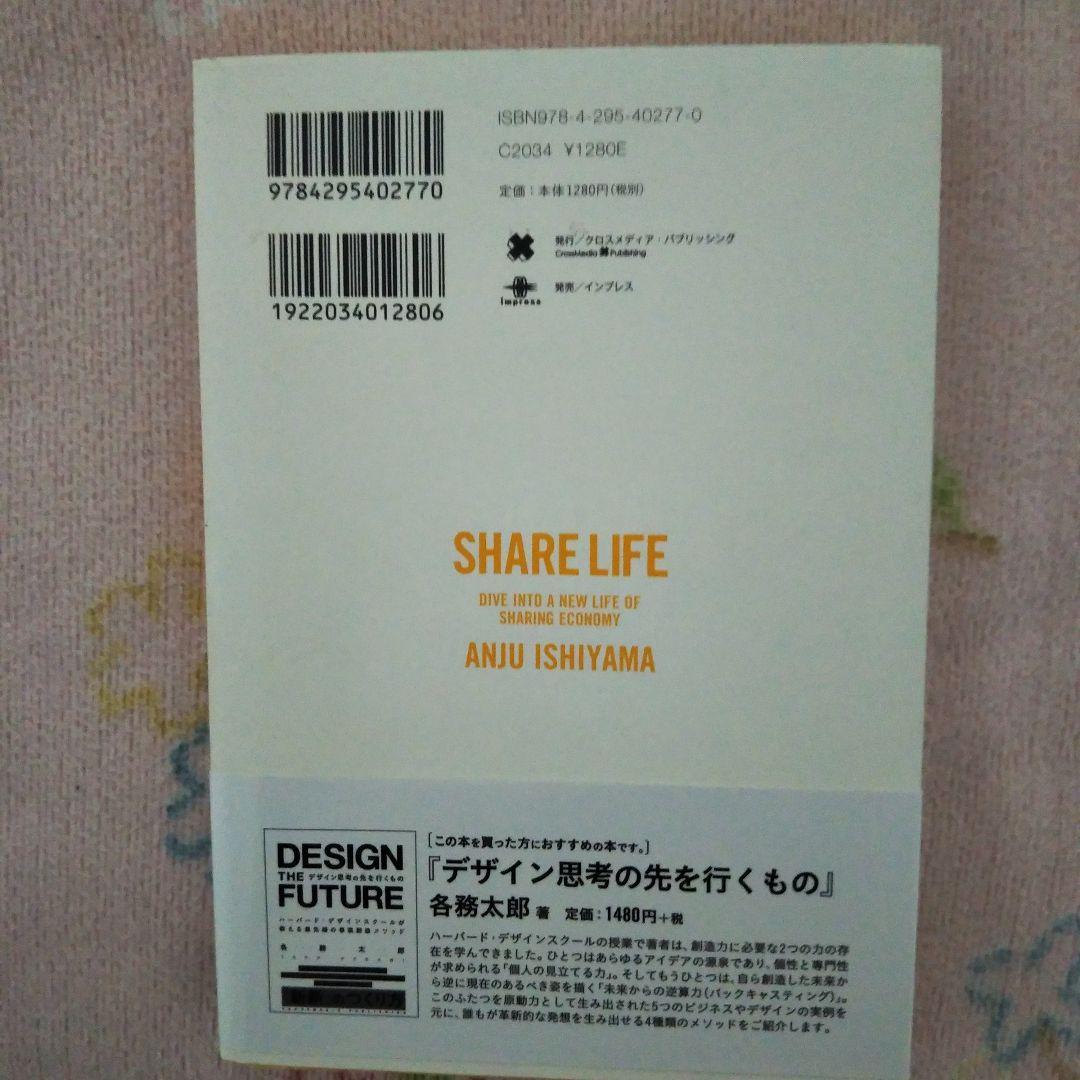 ISBN978-4-295-40277-0
C2034 ¥1280E
9784295402770
定価：本体1280円（税別）
発行／クロスメディア・パブリッシング
CrossMedia Publishing
1922034012806
impress
発売／インプレス
SHARE LIFE
DIVE INTO A NEW LIFE OF
SHARING ECONOMY
ANJU ISHIYAMA
［この本を買った方におすすめの本です。］
『デザイン思考の先を行くもの』
各務太郎 著 定価：1480円＋税
ハーバード・デザインスクールの授業で著者は、創造力に必要な2つの力の存
在を学んできました。ひとつはあらゆるアイデアの源泉であり、個性と専門性
が求められる「個人の見立てる力」。そしてもうひとつは、自ら創造した未来か
ら逆に現在のあるべき姿を描く「未来からの逆算力（バックキャスティング）」。
このふたつを原動力として生み出された5つのビジネスやデザインの実例を
元に、誰もが革新的な発想を生み出せる4種類のメソッドをご紹介します。
DESIGN
THE デザイン思考の先を行くもの
FUTURE
ハーバード・デザインスクールが
各務太郎
のつくり方